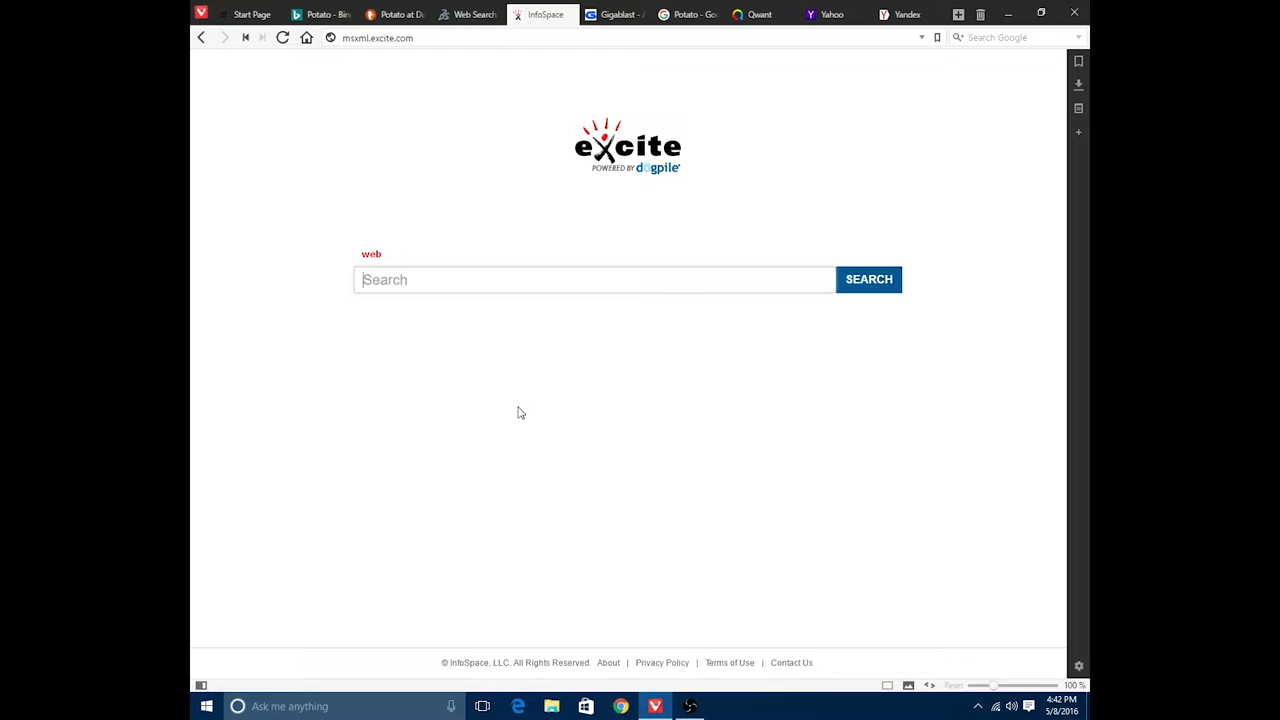 Start Page
Potato - Bin
Potato at D
Web Search
InfoSpace
Gigablast -
Potato - Go
Qwant
Yahoo
Yandex
msxml.excite.com
Search Google
excite
POWERED BY dogpile
web
Search
SEARCH
© InfoSpace, LLC. All Rights Reserved About | Privacy Policy | Terms of Use | Contact Us
Reset
100 %
Ask me anything
4:42 PM
5/8/2016